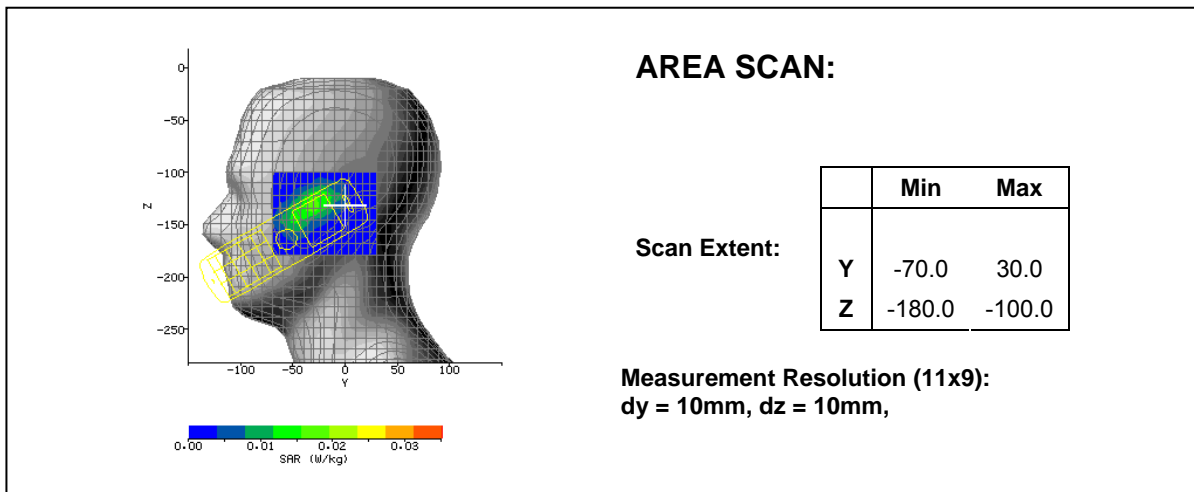 AREA SCAN:
0
-50
-100
-150
-200
-250
Z
-100 -50 0 50 100
Y
0.00 0.01 0.02 0.03
SAR (W/kg)
Min Max
Scan Extent:
Y -70.0 30.0
Z -180.0 -100.0
Measurement Resolution (11x9):
dy = 10mm, dz = 10mm,